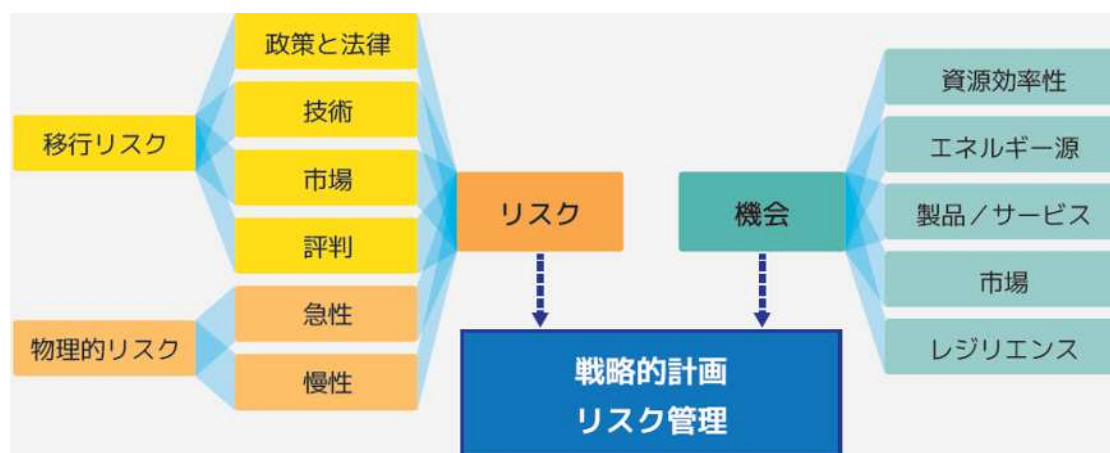 移行リスク
政策と法律
技術
市場
評判
物理的リスク
急性
慢性
リスク
機会
資源効率性
エネルギー源
製品／サービス
市場
レジリエンス
戦略的計画
リスク管理